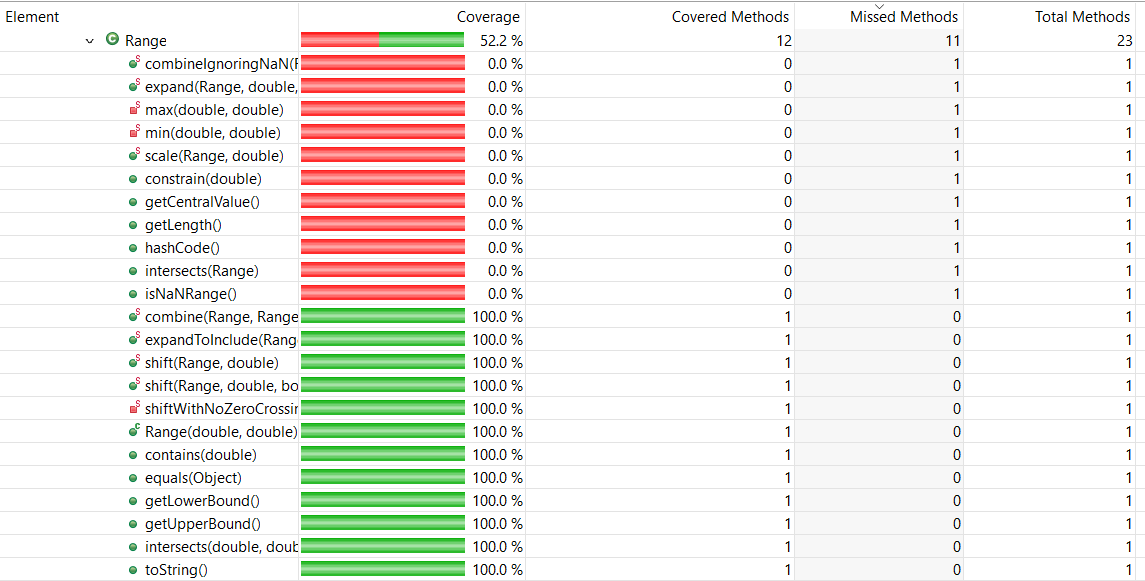 Element Coverage Covered Methods Missed Methods Total Methods
Range 52.2 % 12 11 23
combineIgnoringNaN( 0.0 % 0 1 1
expand(Range, double, 0.0 % 0 1 1
max(double, double) 0.0 % 0 1 1
min(double, double) 0.0 % 0 1 1
scale(Range, double) 0.0 % 0 1 1
constrain(double) 0.0 % 0 1 1
getCentralValue() 0.0 % 0 1 1
getLength() 0.0 % 0 1 1
hashCode() 0.0 % 0 1 1
intersects(Range) 0.0 % 0 1 1
isNaNRange() 0.0 % 0 1 1
combine(Range, Range 100.0 % 1 0 1
expandToInclude(Rang 100.0 % 1 0 1
shift(Range, double) 100.0 % 1 0 1
shift(Range, double, bo 100.0 % 1 0 1
shiftWithNoZeroCrossin 100.0 % 1 0 1
Range(double, double) 100.0 % 1 0 1
contains(double) 100.0 % 1 0 1
equals(Object) 100.0 % 1 0 1
getLowerBound() 100.0 % 1 0 1
getUpperBound() 100.0 % 1 0 1
intersects(double, doub 100.0 % 1 0 1
toString() 100.0 % 1 0 1